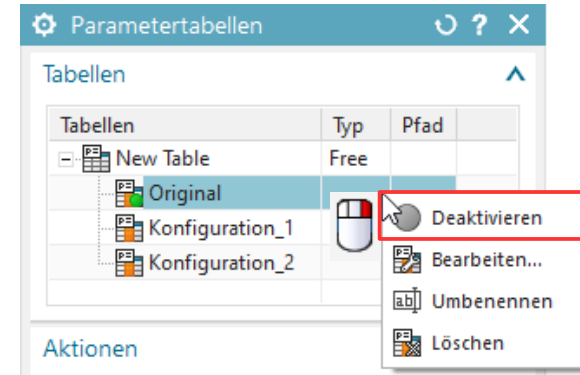 Parametertabellen ?
Tabellen
Tabellen Typ Pfad
New Table Free
Original
Konfiguration_1
Konfiguration_2
Deaktivieren
Bearbeiten...
Umbenennen
Löschen
Aktionen